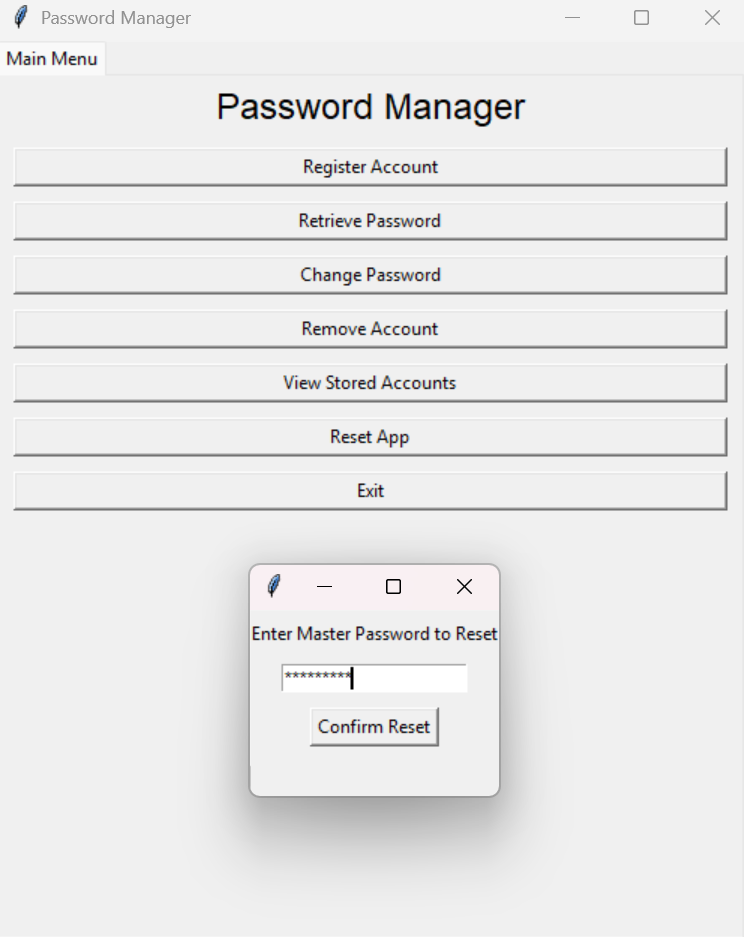 Password Manager
Main Menu
Password Manager
Register Account
Retrieve Password
Change Password
Remove Account
View Stored Accounts
Reset App
Exit
Enter Master Password to Reset
*********
Confirm Reset